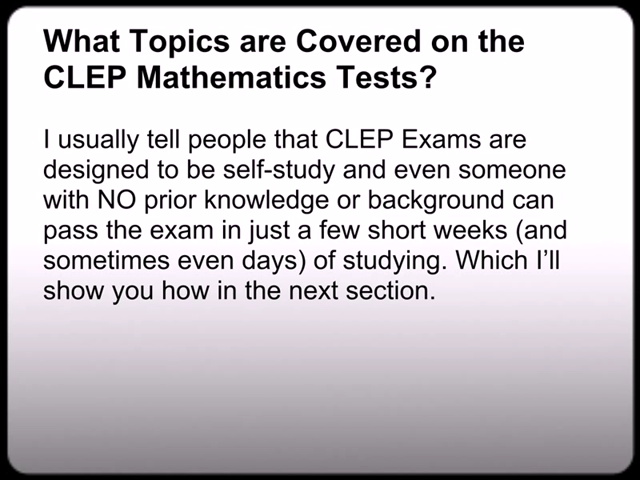 What Topics are Covered on the
CLEP Mathematics Tests?
I usually tell people that CLEP Exams are
designed to be self-study and even someone
with NO prior knowledge or background can
pass the exam in just a few short weeks (and
sometimes even days) of studying. Which I’ll
show you how in the next section.